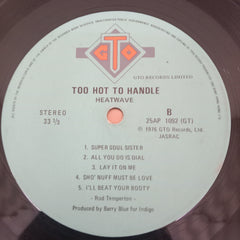 GTO
GTO RECORDS LIMITED
TOO HOT TO HANDLE
HEATWAVE
STEREO
33 1/3
B
25AP 1092 (GT)
℗ 1976 GTO Records, Ltd.
JASRAC
1. SUPER SOUL SISTER
2. ALL YOU DO IS DIAL
3. LAY IT ON ME
4. SHO' NUFF MUST BE LOVE
5. I'LL BEAT YOUR BOOTY
- Rod Temperton -
Produced by Barry Blue for Indigo